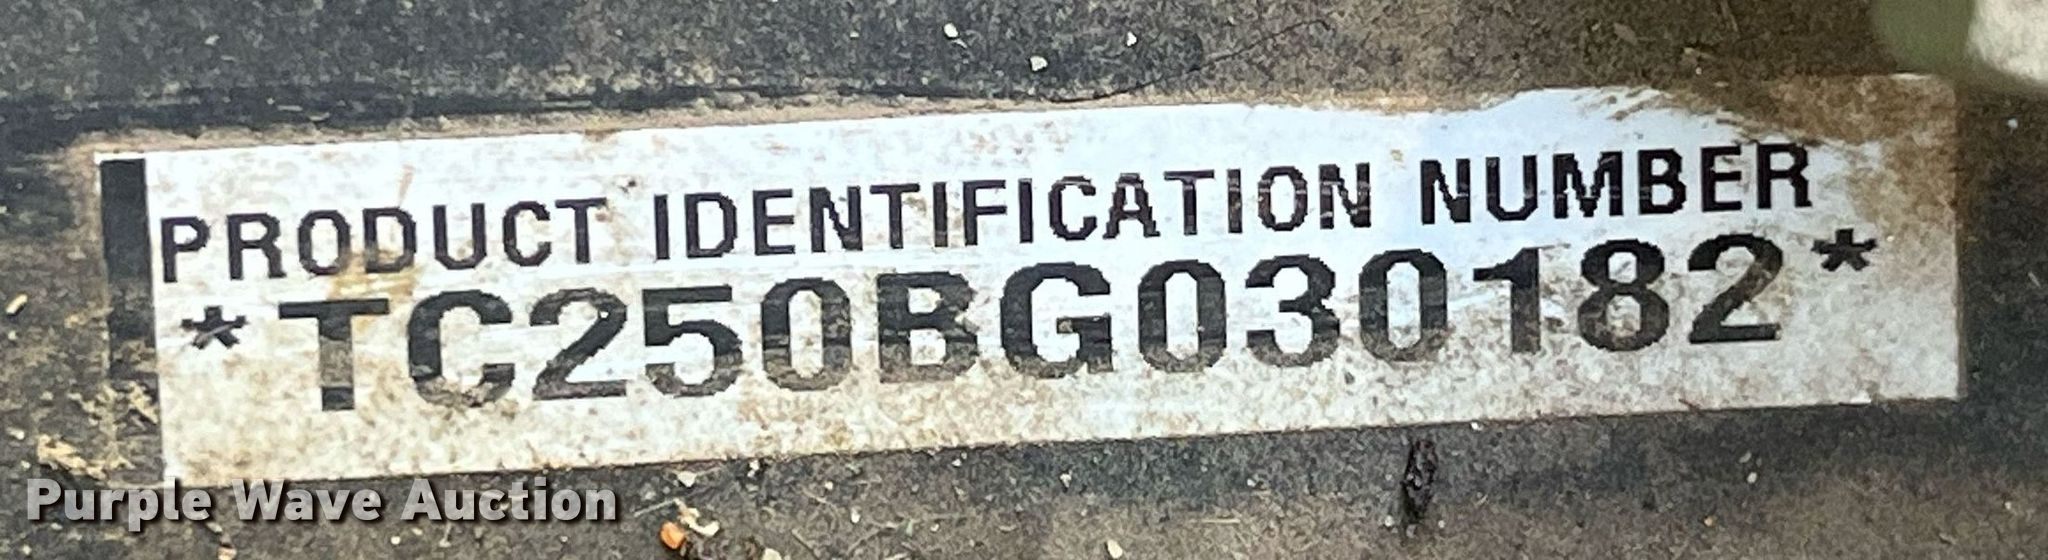 PRODUCT IDENTIFICATION NUMBER
*TC250BG030182*
Purple Wave Auction